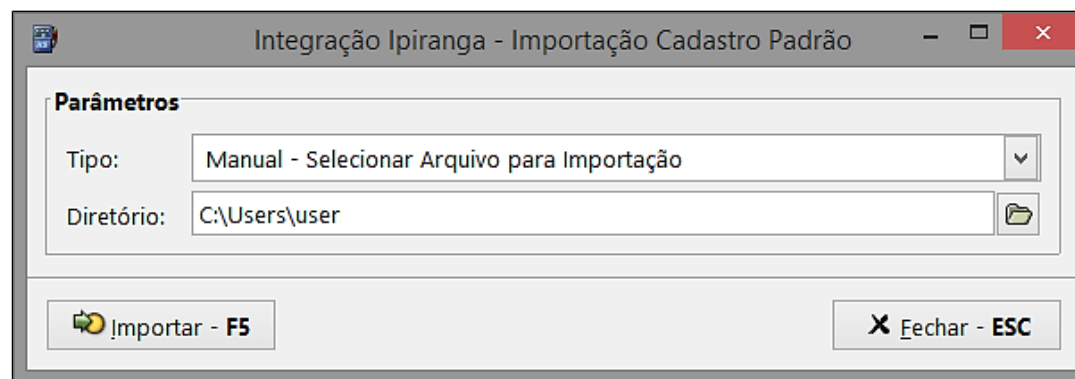 Integração Ipiranga - Importação Cadastro Padrão
Parâmetros
Tipo: Manual - Selecionar Arquivo para Importação
Diretório: C:\Users\user
Importar - F5 Fechar - ESC